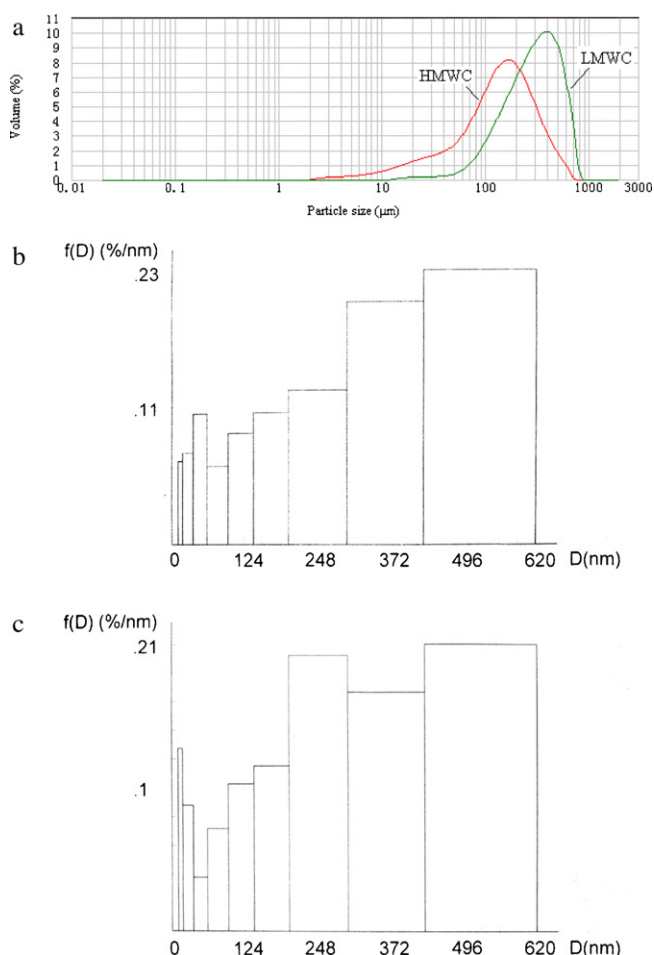 a
11
10
9
8
7
6
5
4
3
2
1
0
Volume (%)
HMWC
LMWC
0.01 0.1 1 10 100 1000 3000
Particle size (µm)
b
f(D) (%/nm)
.23
.11
0 124 248 372 496 620 D(nm)
c
f(D) (%/nm)
.21
.1
0 124 248 372 496 620 D(nm)